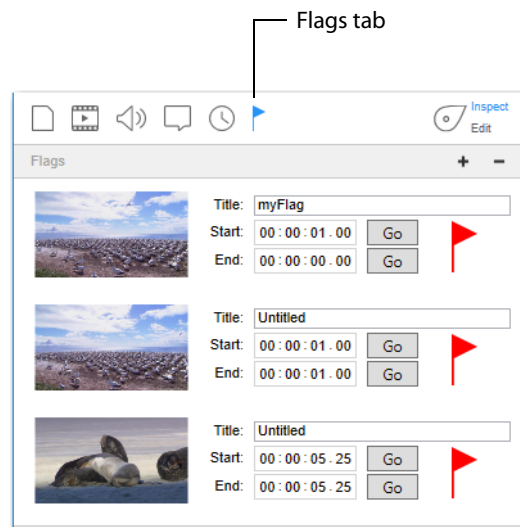 Flags tab
Inspect
Edit
Flags + −
Title: myFlag
Start: 00:00:01.00 Go
End: 00:00:00.00 Go
Title: Untitled
Start: 00:00:01.00 Go
End: 00:00:01.00 Go
Title: Untitled
Start: 00:00:05.25 Go
End: 00:00:05.25 Go